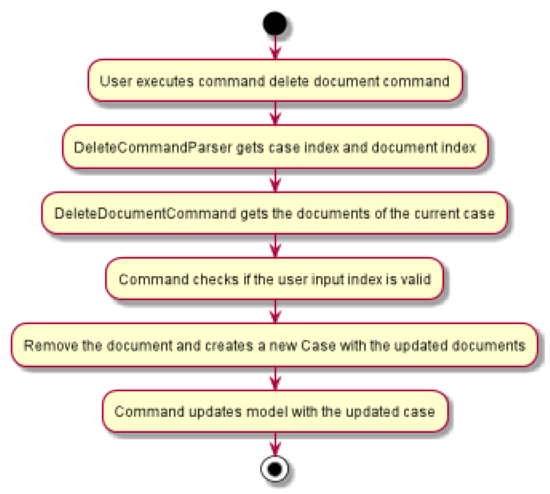 User executes command delete document command
DeleteCommandParser gets case index and document index
DeleteDocumentCommand gets the documents of the current case
Command checks if the user input index is valid
Remove the document and creates a new Case with the updated documents
Command updates model with the updated case